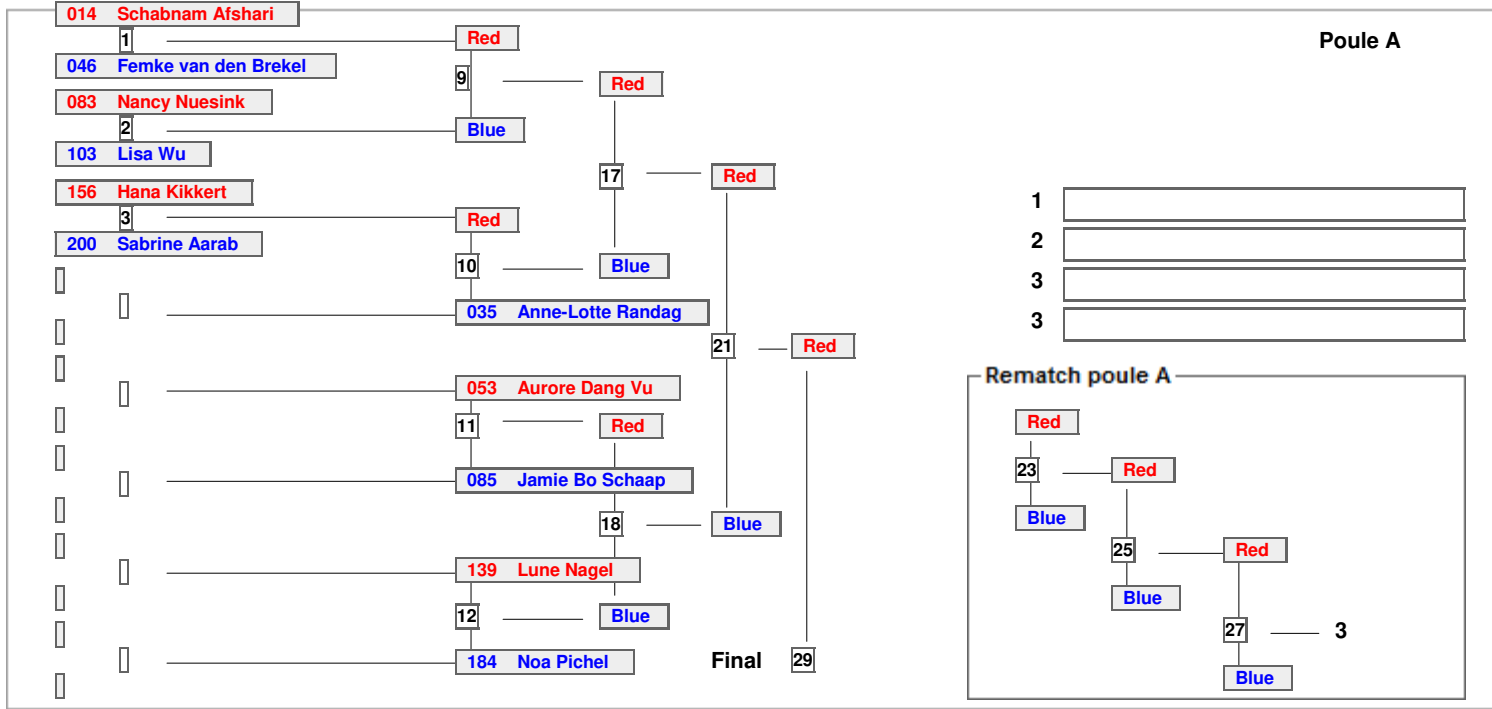 014 Schabnam Afshari
1
Red
Poule A
046 Femke van den Brekel
9
Red
083 Nancy Nuesink
2
Blue
103 Lisa Wu
17
Red
156 Hana Kikkert
1
3
Red
200 Sabrine Aarab
2
10
Blue
3
035 Anne-Lotte Randag
3
21
Red
Rematch poule A
053 Aurore Dang Vu
11
Red
Red
23
Red
085 Jamie Bo Schaap
Blue
18
Blue
25
Red
139 Lune Nagel
Blue
12
Blue
27
3
184 Noa Pichel
Final
29
Blue